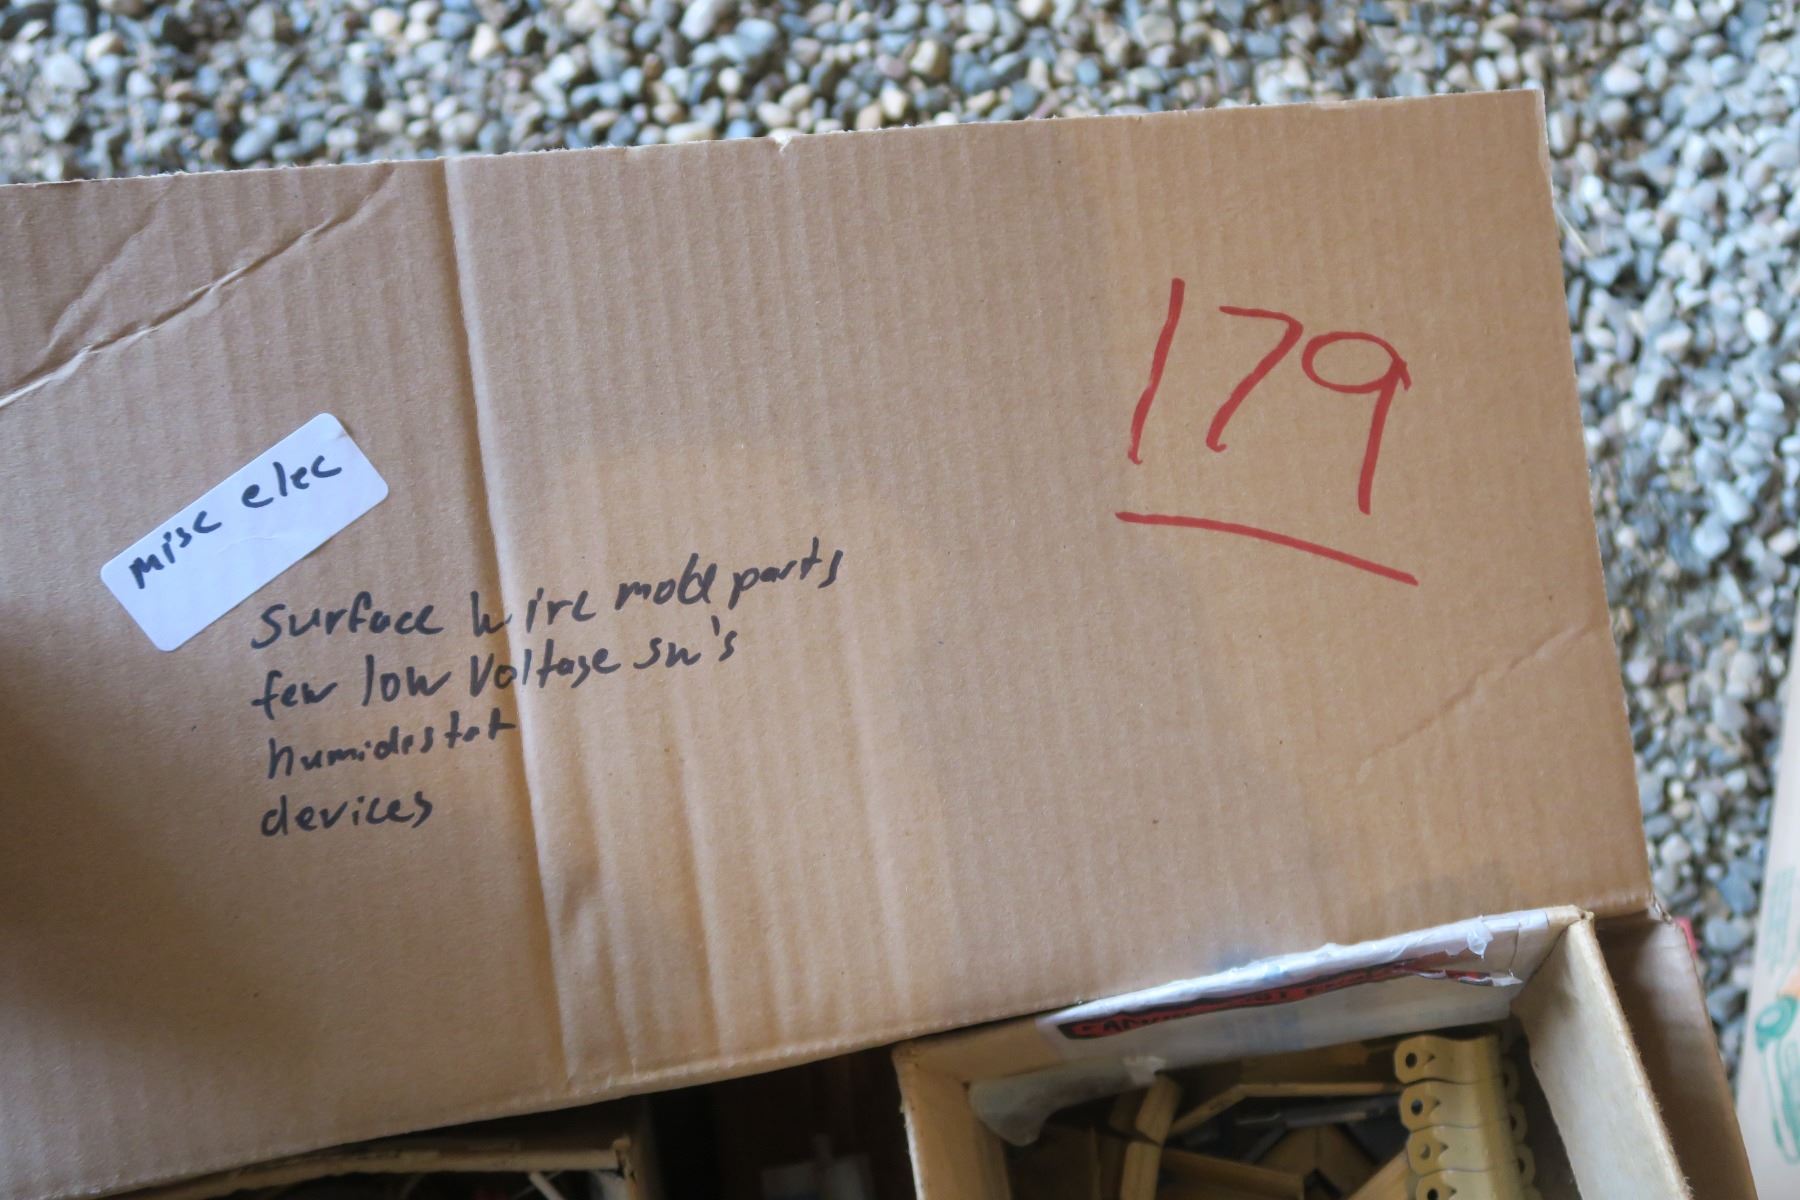 179
misc elec
surface wire mold parts
few low voltage sw's
humidistat
devices